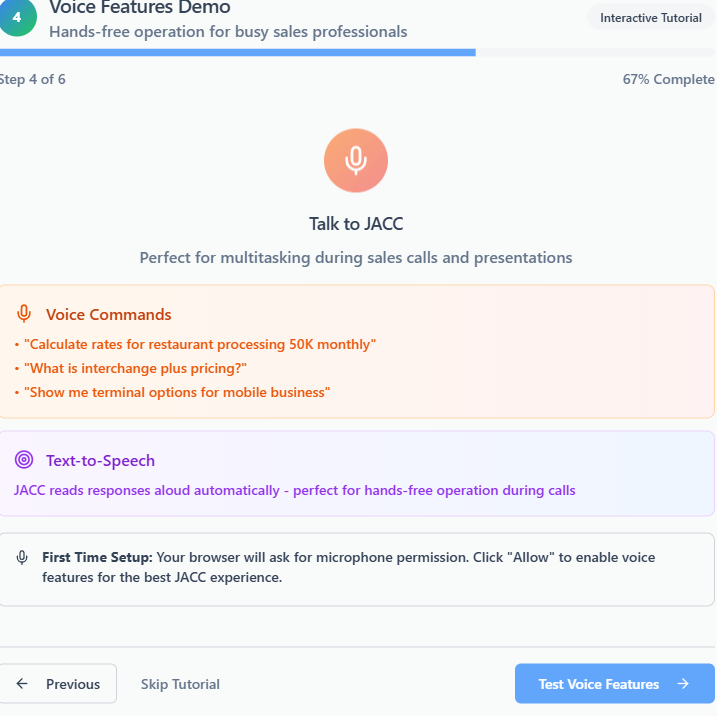 4
Voice Features Demo
Interactive Tutorial
Hands-free operation for busy sales professionals
Step 4 of 6
67% Complete
Talk to JACC
Perfect for multitasking during sales calls and presentations
Voice Commands
• "Calculate rates for restaurant processing 50K monthly"
• "What is interchange plus pricing?"
• "Show me terminal options for mobile business"
Text-to-Speech
JACC reads responses aloud automatically - perfect for hands-free operation during calls
First Time Setup: Your browser will ask for microphone permission. Click "Allow" to enable voice
features for the best JACC experience.
Previous
Skip Tutorial
Test Voice Features